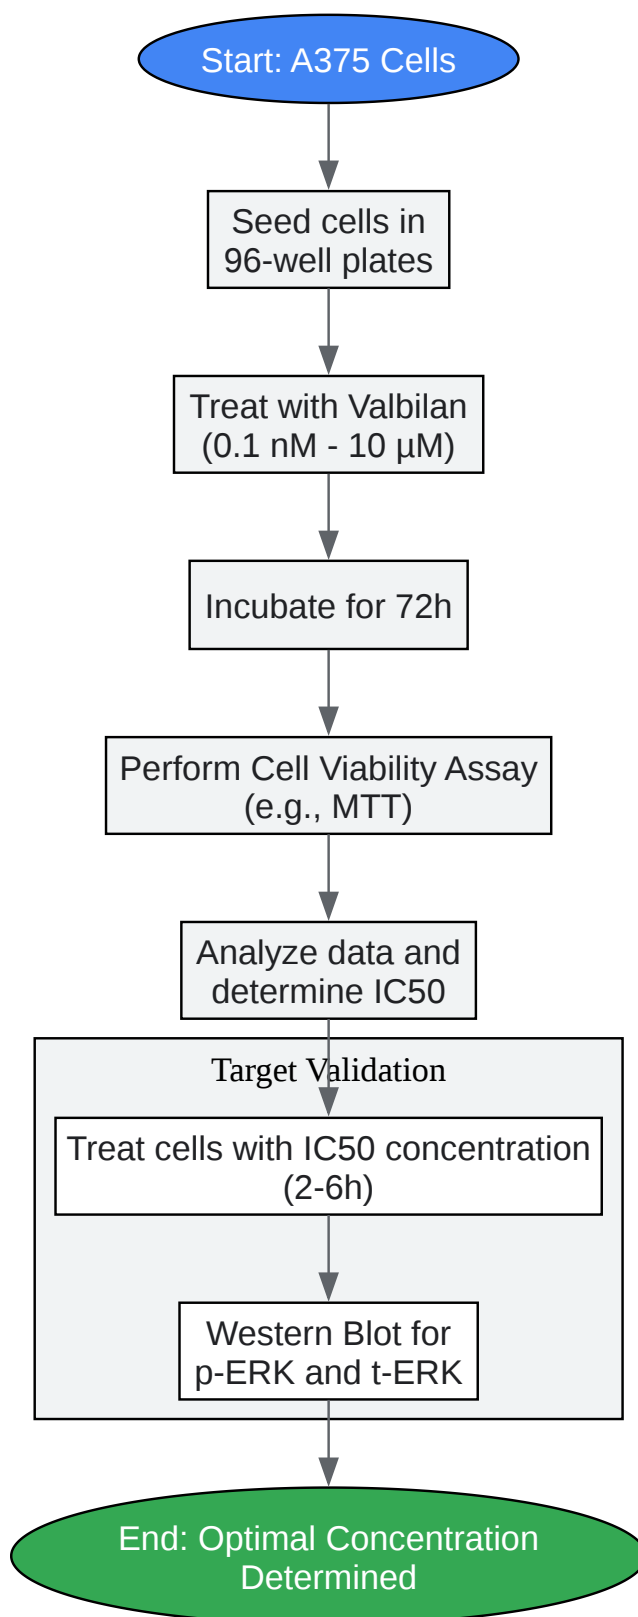 Start: A375 Cells
Seed cells in
96-well plates
Treat with Valbilan
(0.1 nM - 10 µM)
Incubate for 72h
Perform Cell Viability Assay
(e.g., MTT)
Analyze data and
determine IC50
Target Validation
Treat cells with IC50 concentration
(2-6h)
Western Blot for
p-ERK and t-ERK
End: Optimal Concentration
Determined